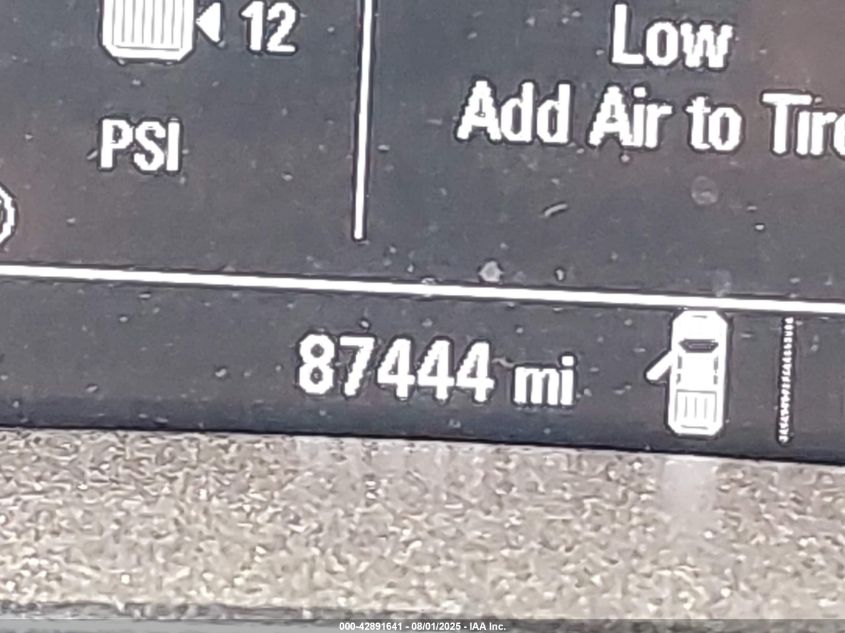 12
PSI
Low
Add Air to Tire
87444 mi
000-42891641 - 08/01/2025 - IAA Inc.